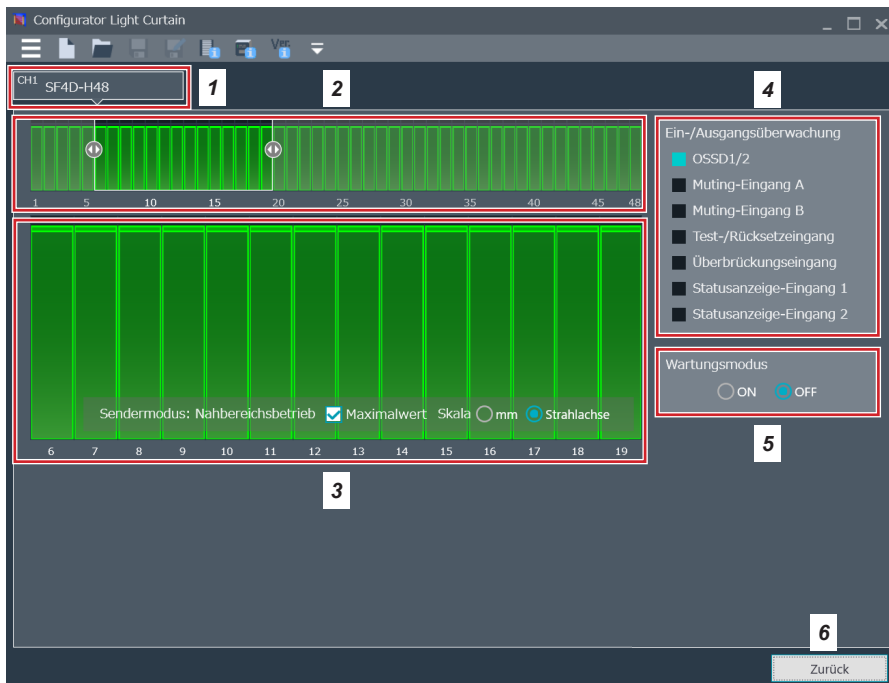 Configurator Light Curtain
Ver.
CH1 SF4D-H48
1
2
4
1 5 10 15 20 25 30 35 40 45 48
Ein-/Ausgangsüberwachung
OSSD1/2
Muting-Eingang A
Muting-Eingang B
Test-/Rücksetzeingang
Überbrückungseingang
Statusanzeige-Eingang 1
Statusanzeige-Eingang 2
Sendermodus: Nahbereichsbetrieb Maximalwert Skala mm Strahlachse
6 7 8 9 10 11 12 13 14 15 16 17 18 19
Wartungsmodus
ON OFF
3
5
6
Zurück